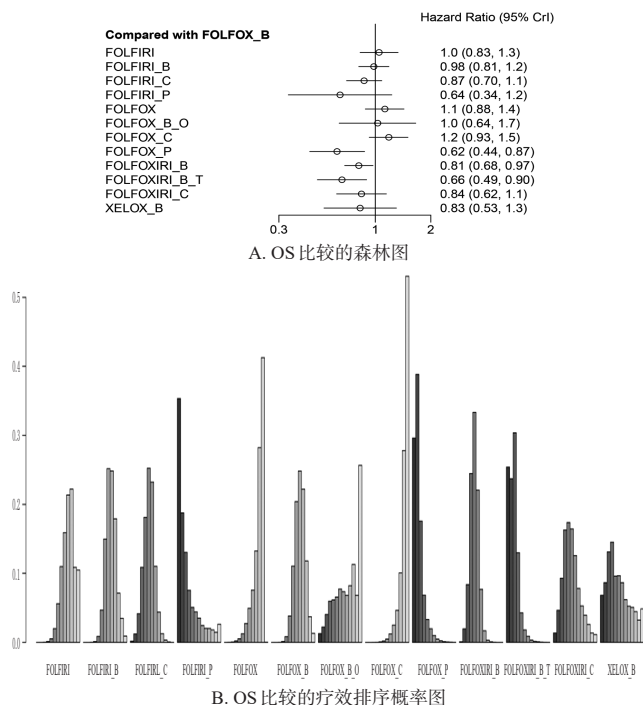 Hazard Ratio (95% CrI)
Compared with FOLFOX_B
FOLFIRI 1.0 (0.83, 1.3)
FOLFIRI_B 0.98 (0.81, 1.2)
FOLFIRI_C 0.87 (0.70, 1.1)
FOLFIRI_P 0.64 (0.34, 1.2)
FOLFOX 1.1 (0.88, 1.4)
FOLFOX_B_O 1.0 (0.64, 1.7)
FOLFOX_C 1.2 (0.93, 1.5)
FOLFOX_P 0.62 (0.44, 0.87)
FOLFOXIRI_B 0.81 (0.68, 0.97)
FOLFOXIRI_B_T 0.66 (0.49, 0.90)
FOLFOXIRI_C 0.84 (0.62, 1.1)
XELOX_B 0.83 (0.53, 1.3)
0.3 1 2
A. OS比较的森林图
0.5
0.4
0.3
0.2
0.1
0.0
FOLFIRI FOLFIRI_B FOLFIRI_C FOLFIRI_P FOLFOX FOLFOX_B FOLFOX_B_O FOLFOX_C FOLFOX_P FOLFOXIRI_B FOLFOXIRI_B_T FOLFOXIRI_C XELOX_B
B. OS比较的疗效排序概率图